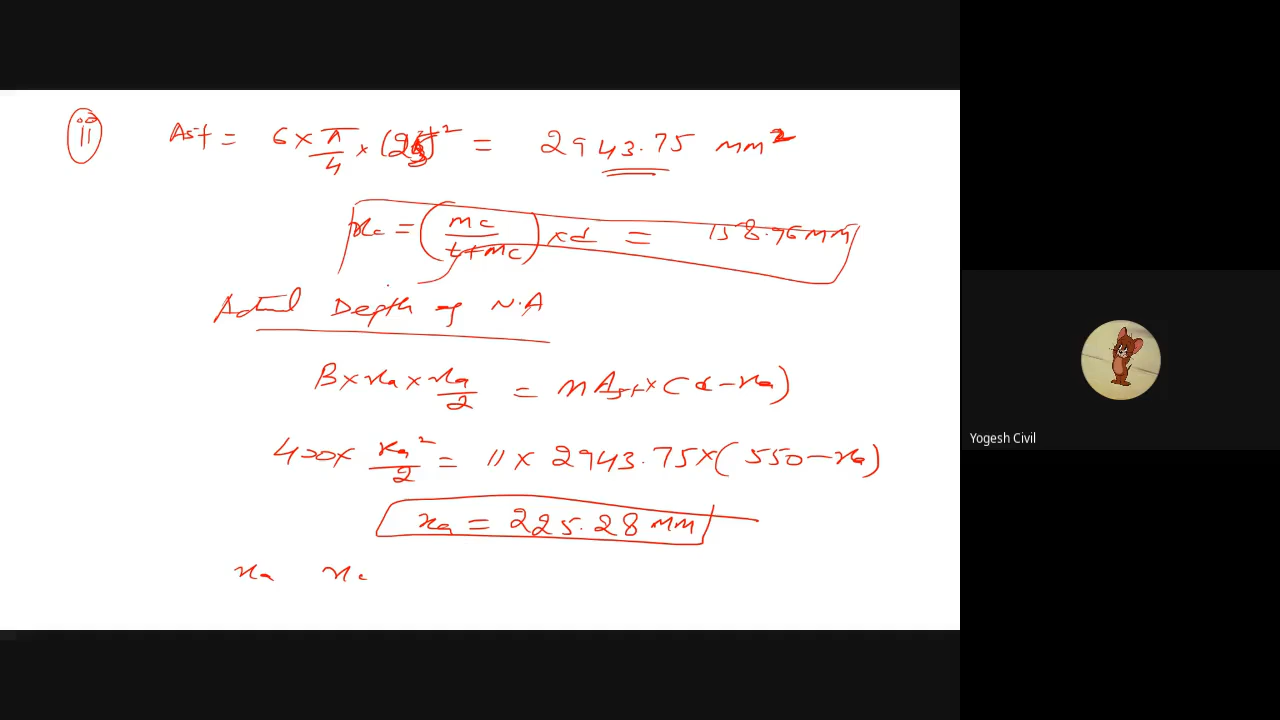 ii
Ast = 6 × π/4 × (25)² = 2943.75 mm²
xc = (mc/(t+mc)) × d = 158.76 mm
Actual Depth of N.A
B × xa × xa/2 = m Ast × (d - xa)
400 × xa²/2 = 11 × 2943.75 × (550 - xa)
xa = 225.28 mm
xa xc
Yogesh Civil